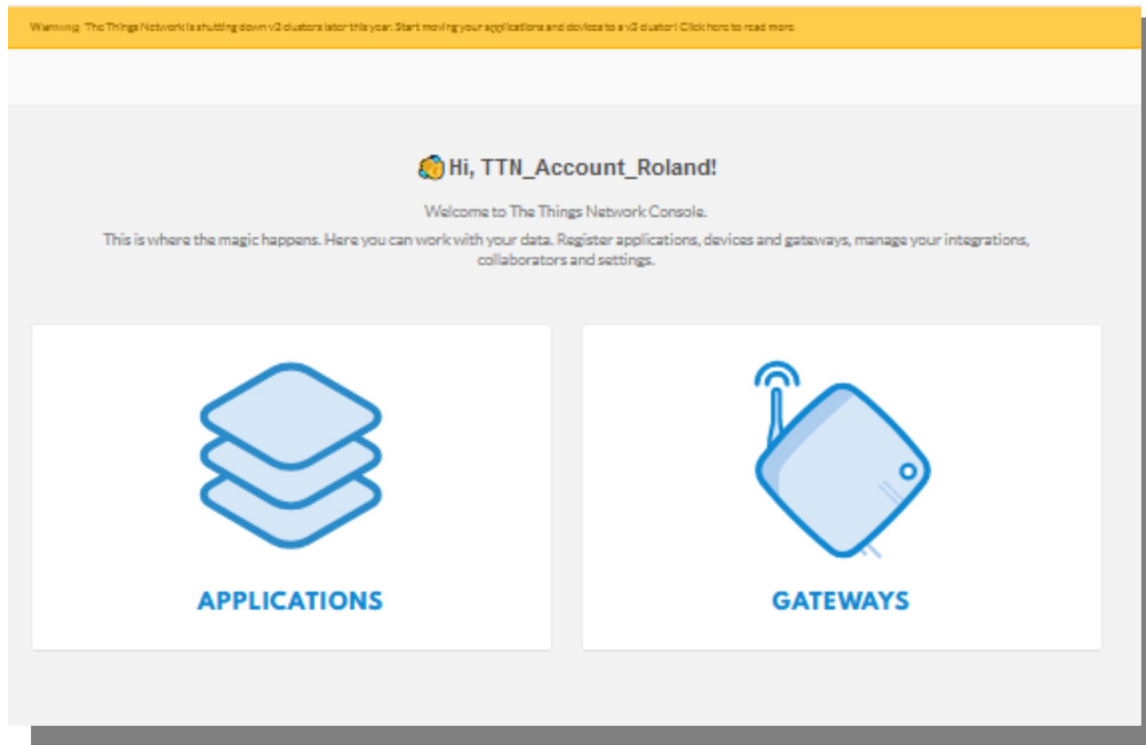 Warning: The Things Network is shutting down v2 clusters later this year. Start moving your applications and devices to a v3 cluster! Click here to read more
Hi, TTN_Account_Roland!
Welcome to The Things Network Console.
This is where the magic happens. Here you can work with your data. Register applications, devices and gateways, manage your integrations,
collaborators and settings.
APPLICATIONS
GATEWAYS